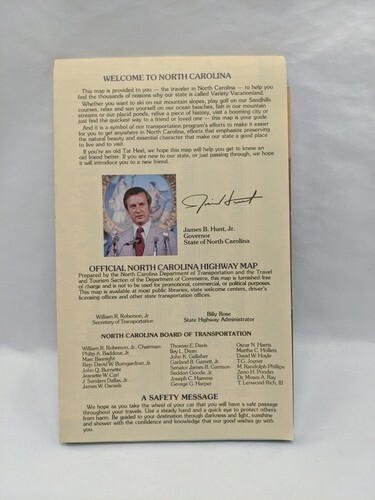 WELCOME TO NORTH CAROLINA
This map is provided to you — the traveler in North Carolina — to help you
find the thousands of reasons why our state is called Variety Vacationland.
Whether you want to ski on our mountain slopes, play golf on our Sandhills
courses, relax and sun yourself on our ocean beaches, fish in our mountain
streams or our placid ponds, relive a piece of history, visit a booming city or
just find the quickest way to a friend or loved one — this map is your guide.
And it is a symbol of our transportation program's efforts to make it easier
for you to get anywhere in North Carolina, efforts that emphasize preserving
the natural beauty and essential character that make our state a good place
to live and to visit.
If you're an old Tar Heel, we hope this map will help you get to know an
old friend better. If you are new to our state, or just passing through, we hope
it will introduce you to a new friend.
Jim Hunt
James B. Hunt, Jr.
Governor
State of North Carolina
OFFICIAL NORTH CAROLINA HIGHWAY MAP
Prepared by the North Carolina Department of Transportation and the Travel
and Tourism Section of the Department of Commerce, this map is furnished free
of charge and is not to be used for promotional, commercial, or political purposes.
This map is available at most public libraries, state welcome centers, driver's
licensing offices and other state transportation offices.
William R. Roberson, Jr.
Secretary of Transportation
Billy Rose
State Highway Administrator
NORTH CAROLINA BOARD OF TRANSPORTATION
William R. Roberson, Jr., Chairman
Philip A. Baddour, Jr.
Marc Basnight
Rep. David W. Bumgardner, Jr.
John Q. Burnette
Jeanette W. Carl
J. Sanders Dallas, Jr.
James W. Daniels
Thomas E. Davis
Bay L. Dean
John K. Gallaher
Garland B. Garrett, Jr.
Senator James B. Garrison
Seddon Goode, Jr.
Joseph C. Hamme
George G. Harper
Oscar N. Harris
Martha C. Hollers
David W. Hoyle
T.G. Joyner
M. Randolph Phillips
Zeno H. Ponder
Dr. Moses A. Ray
T. Lenwood Rich, III
A SAFETY MESSAGE
We hope as you take the wheel of your car that you will have a safe passage
throughout your travels. Use a steady hand and a quick eye to protect others
from harm. Be guided to your destination through darkness and light, sunshine
and shower with the confidence and knowledge that our good wishes go with
you.